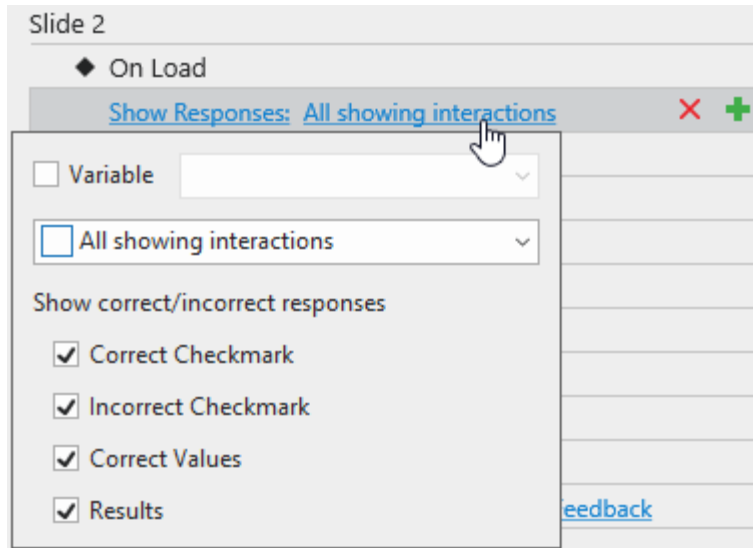 Slide 2
On Load
Show Responses: All showing interactions
Variable
All showing interactions
Show correct/incorrect responses
Correct Checkmark
Incorrect Checkmark
Correct Values
Results
eedback